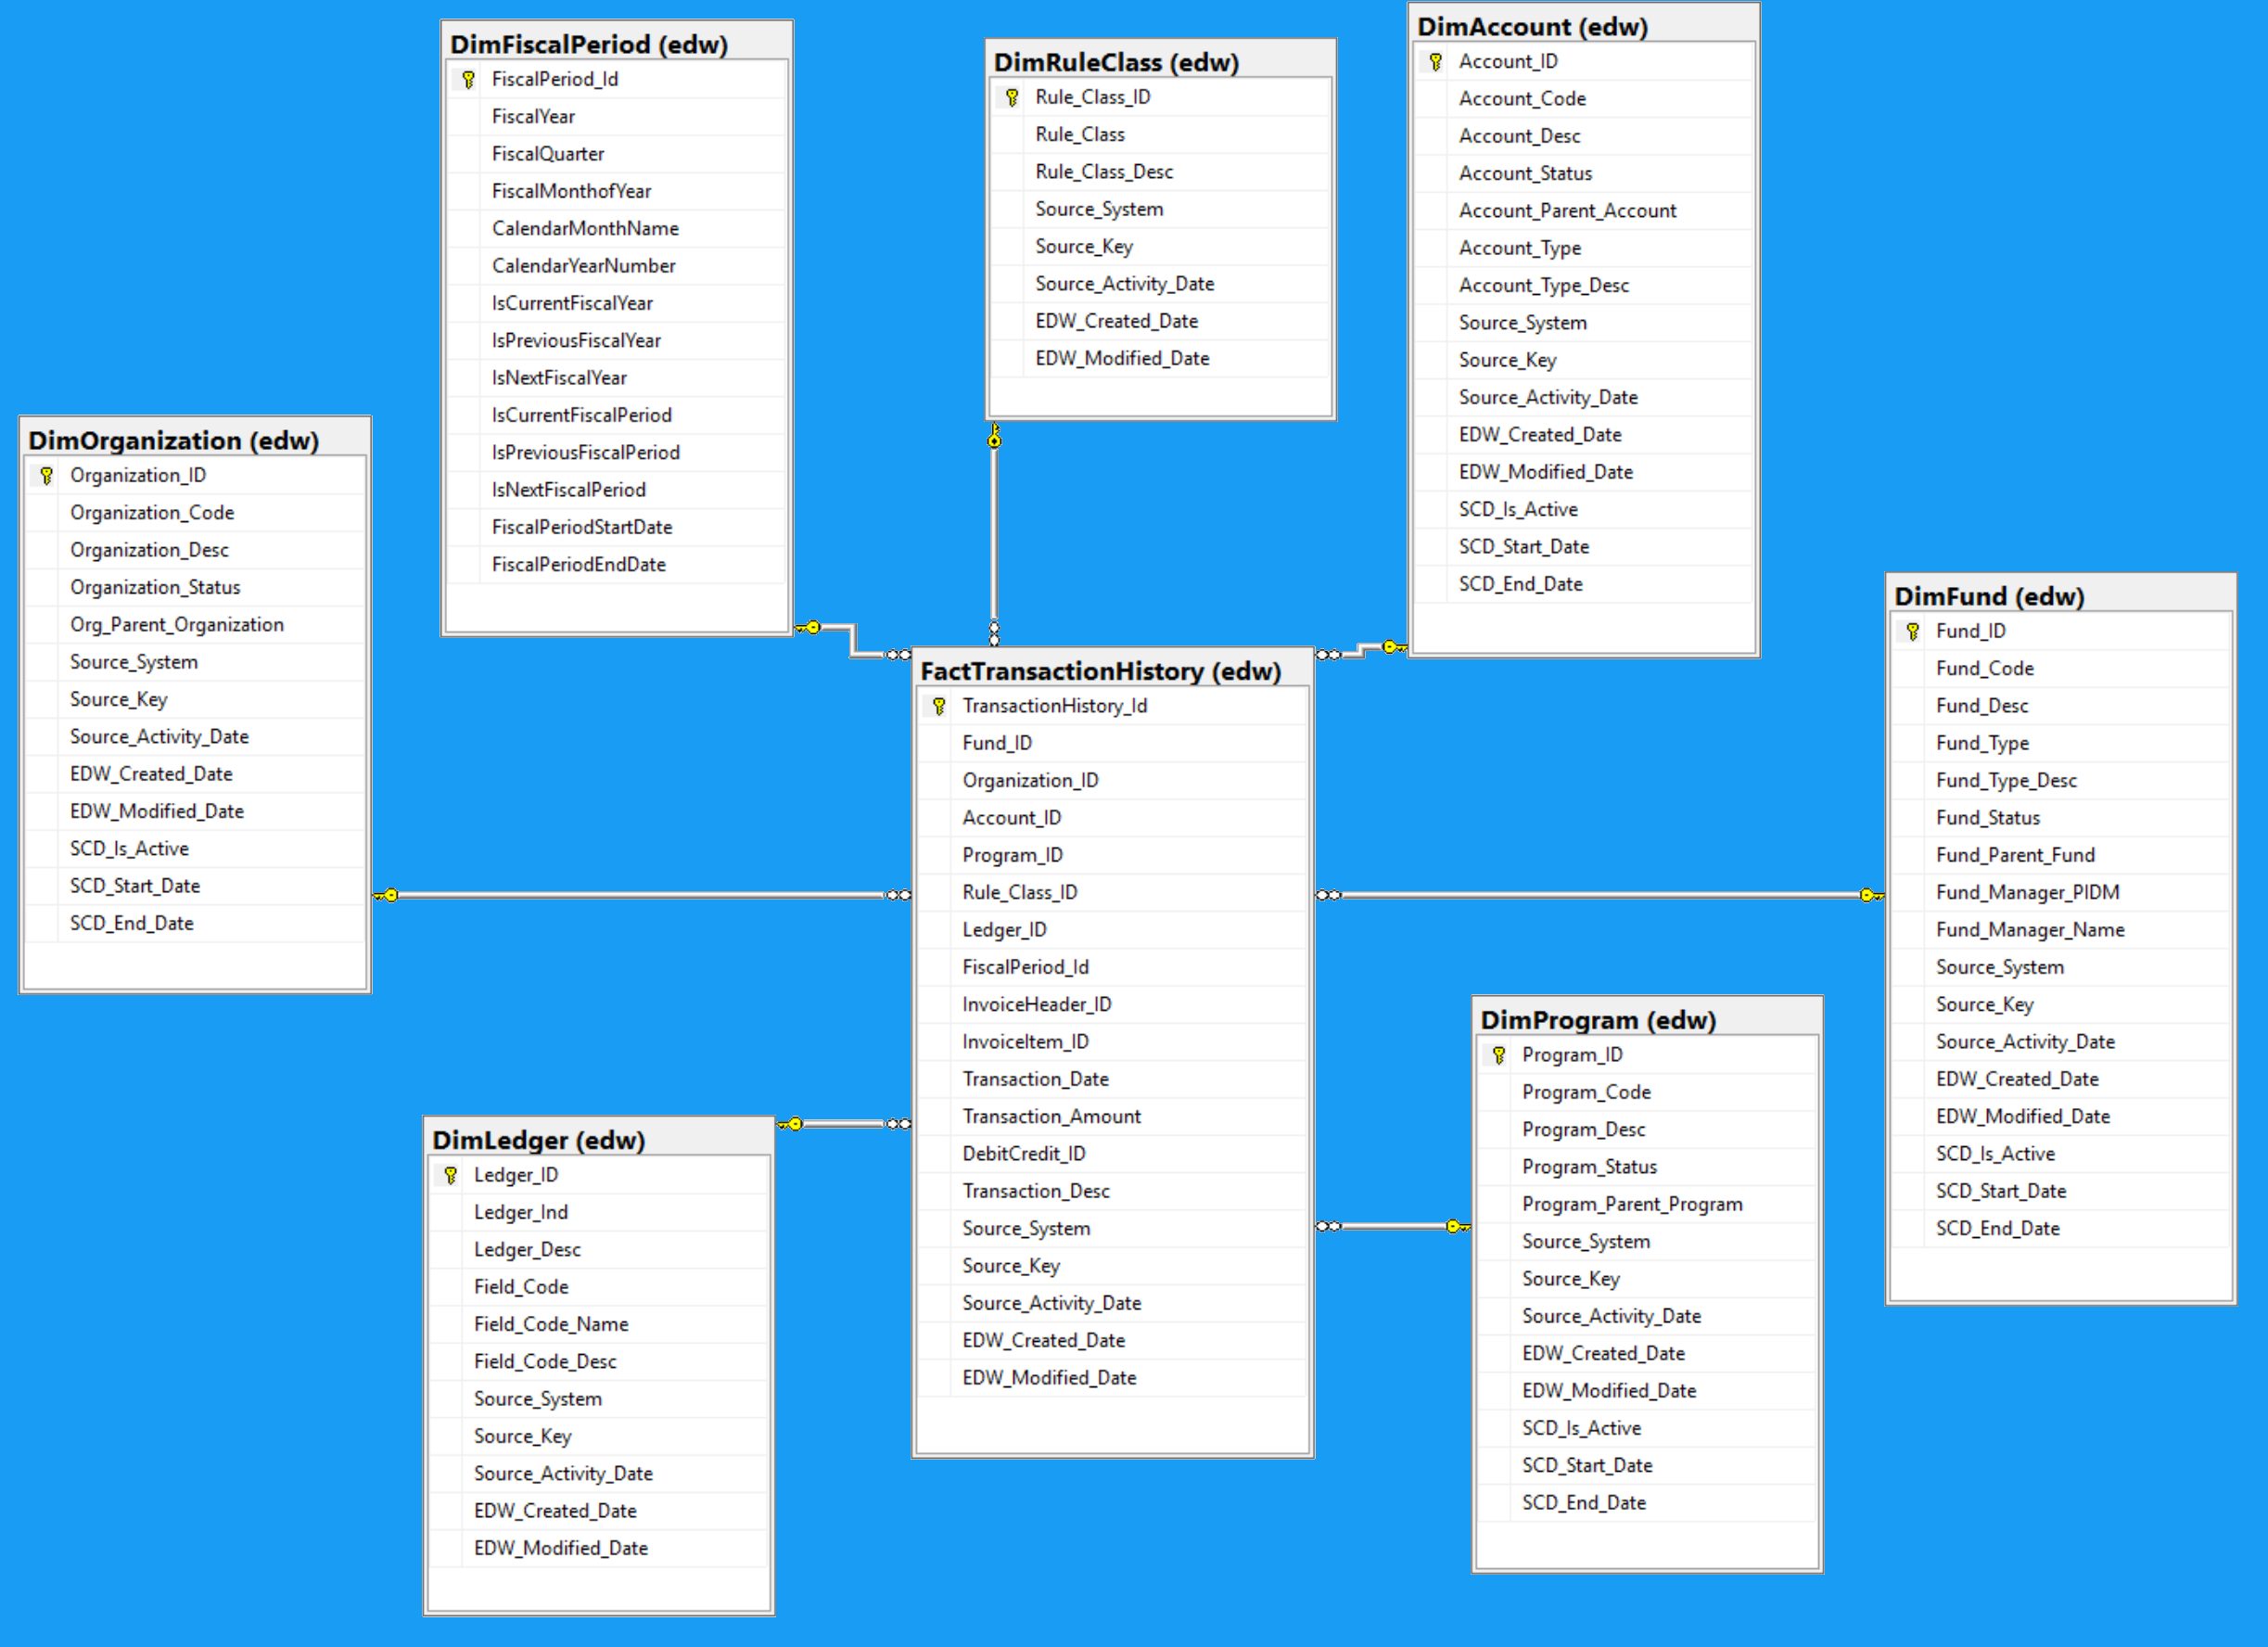 DimFiscalPeriod (edw)
FiscalPeriod_Id
FiscalYear
FiscalQuarter
FiscalMonthofYear
CalendarMonthName
CalendarYearNumber
IsCurrentFiscalYear
IsPreviousFiscalYear
IsNextFiscalYear
IsCurrentFiscalPeriod
IsPreviousFiscalPeriod
IsNextFiscalPeriod
FiscalPeriodStartDate
FiscalPeriodEndDate
DimRuleClass (edw)
Rule_Class_ID
Rule_Class
Rule_Class_Desc
Source_System
Source_Key
Source_Activity_Date
EDW_Created_Date
EDW_Modified_Date
DimAccount (edw)
Account_ID
Account_Code
Account_Desc
Account_Status
Account_Parent_Account
Account_Type
Account_Type_Desc
Source_System
Source_Key
Source_Activity_Date
EDW_Created_Date
EDW_Modified_Date
SCD_Is_Active
SCD_Start_Date
SCD_End_Date
DimOrganization (edw)
Organization_ID
Organization_Code
Organization_Desc
Organization_Status
Org_Parent_Organization
Source_System
Source_Key
Source_Activity_Date
EDW_Created_Date
EDW_Modified_Date
SCD_Is_Active
SCD_Start_Date
SCD_End_Date
FactTransactionHistory (edw)
TransactionHistory_Id
Fund_ID
Organization_ID
Account_ID
Program_ID
Rule_Class_ID
Ledger_ID
FiscalPeriod_Id
InvoiceHeader_ID
InvoiceItem_ID
Transaction_Date
Transaction_Amount
DebitCredit_ID
Transaction_Desc
Source_System
Source_Key
Source_Activity_Date
EDW_Created_Date
EDW_Modified_Date
DimFund (edw)
Fund_ID
Fund_Code
Fund_Desc
Fund_Type
Fund_Type_Desc
Fund_Status
Fund_Parent_Fund
Fund_Manager_PIDM
Fund_Manager_Name
Source_System
Source_Key
Source_Activity_Date
EDW_Created_Date
EDW_Modified_Date
SCD_Is_Active
SCD_Start_Date
SCD_End_Date
DimLedger (edw)
Ledger_ID
Ledger_Ind
Ledger_Desc
Field_Code
Field_Code_Name
Field_Code_Desc
Source_System
Source_Key
Source_Activity_Date
EDW_Created_Date
EDW_Modified_Date
DimProgram (edw)
Program_ID
Program_Code
Program_Desc
Program_Status
Program_Parent_Program
Source_System
Source_Key
Source_Activity_Date
EDW_Created_Date
EDW_Modified_Date
SCD_Is_Active
SCD_Start_Date
SCD_End_Date